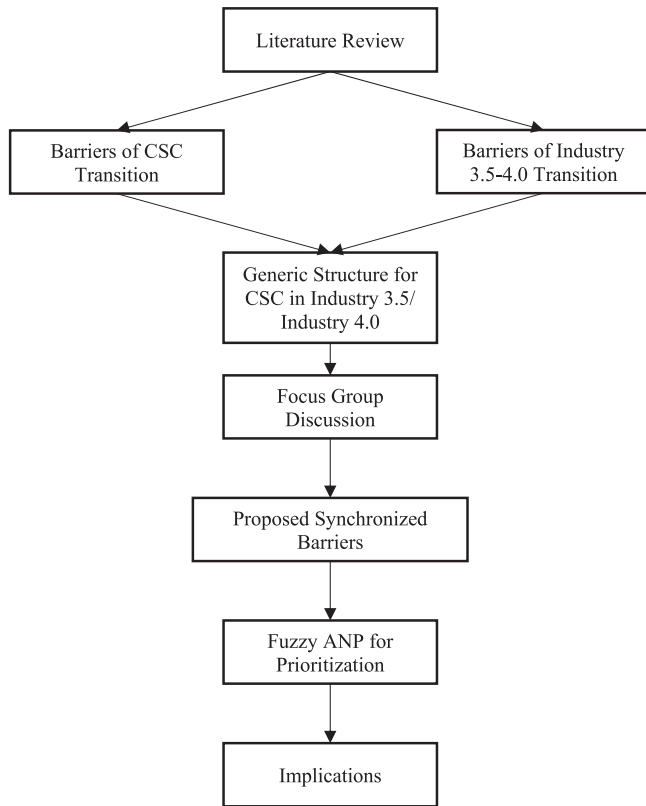 Literature Review
Barriers of CSC
Transition
Barriers of Industry
3.5-4.0 Transition
Generic Structure for
CSC in Industry 3.5/
Industry 4.0
Focus Group
Discussion
Proposed Synchronized
Barriers
Fuzzy ANP for
Prioritization
Implications